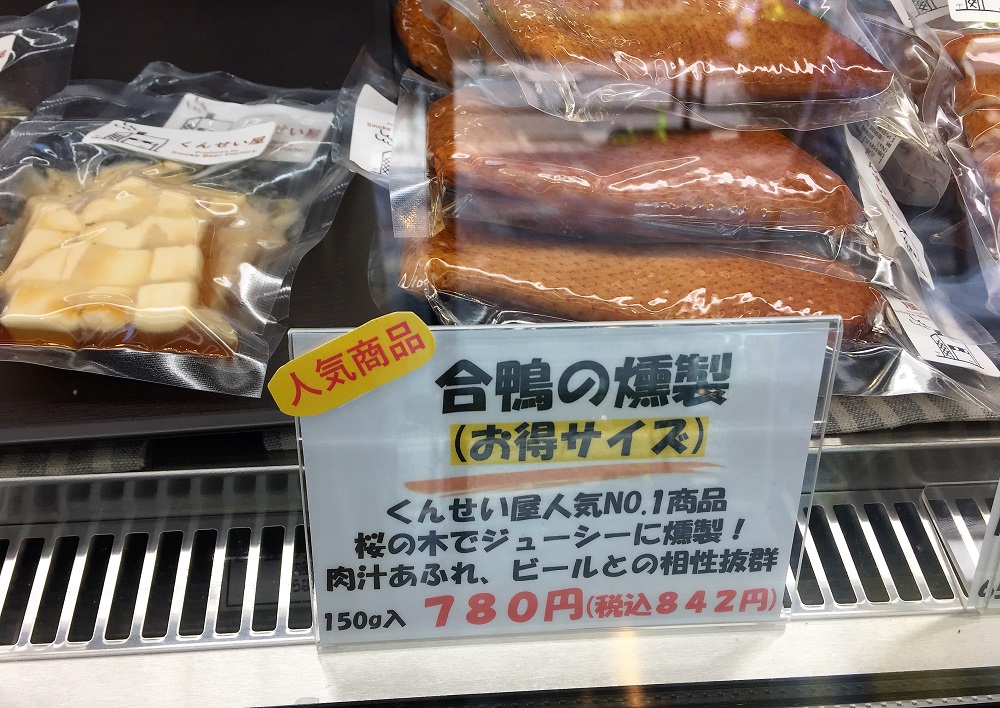 くんせい屋
せい屋
人気商品
合鴨の燻製
(お得サイズ)
くんせい屋人気NO.1商品
桜の木でジューシーに燻製!
肉汁あふれ、ビールとの相性抜群
150g入 780円(税込842円)